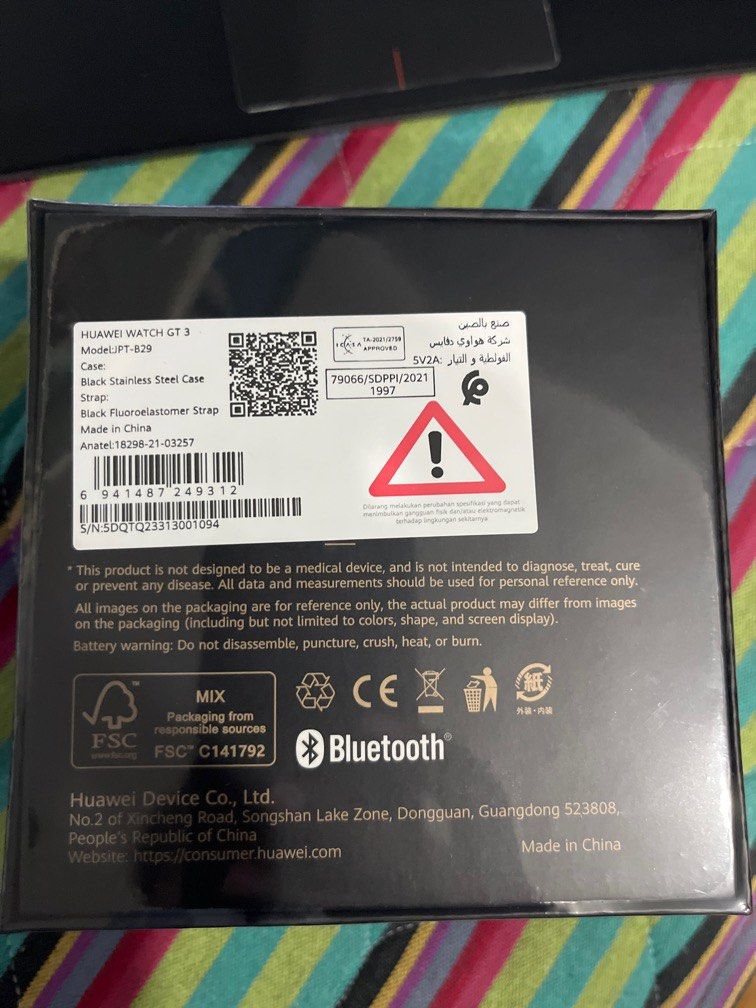 HUAWEI WATCH GT 3
Model:JPT-B29
Case:
Black Stainless Steel Case
Strap:
Black Fluoroelastomer Strap
Made in China
Anatel:18298-21-03257
6 941487 249312
S/N:5DQTQ23313001094
ICASA TA-2021/2759
APPROVED
79066/SDPPI/2021
1997
صنع بالصين
شركة هواوي دفايس
الفولطية و التيار :5V2A
Dilarang melakukan perubahan spesifikasi yang dapat
menimbulkan gangguan fisik dan/atau elektromagnetik
terhadap lingkungan sekitarnya
* This product is not designed to be a medical device, and is not intended to diagnose, treat, cure
or prevent any disease. All data and measurements should be used for personal reference only.
All images on the packaging are for reference only, the actual product may differ from images
on the packaging (including but not limited to colors, shape, and screen display).
Battery warning: Do not disassemble, puncture, crush, heat, or burn.
FSC
www.fsc.org
MIX
Packaging from
responsible sources
FSC™ C141792
CE
紙
外装・内装
Bluetooth®
Huawei Device Co., Ltd.
No.2 of Xincheng Road, Songshan Lake Zone, Dongguan, Guangdong 523808,
People's Republic of China
Website: https://consumer.huawei.com
Made in China